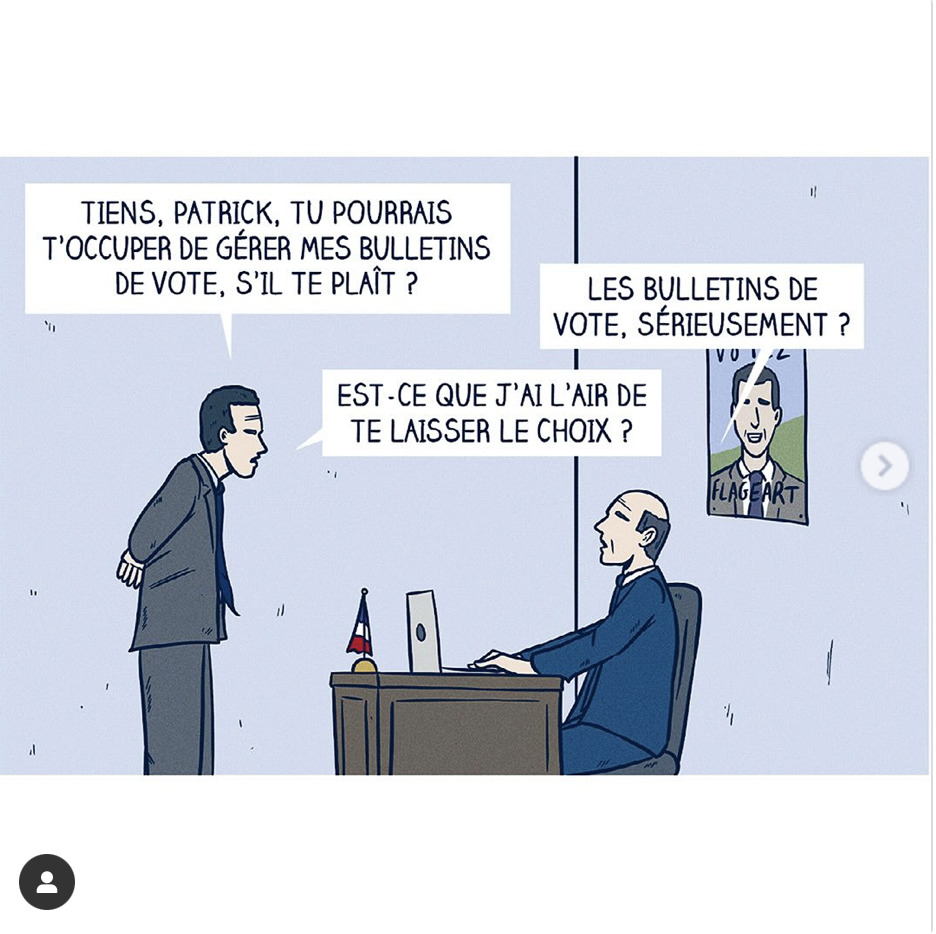 TIENS, PATRICK, TU POURRAIS
T'OCCUPER DE GÉRER MES BULLETINS
DE VOTE, S'IL TE PLAÎT ?
LES BULLETINS DE
VOTE, SÉRIEUSEMENT ?
EST-CE QUE J'AI L'AIR DE
TE LAISSER LE CHOIX ?
VOTEZ
FLAGEART